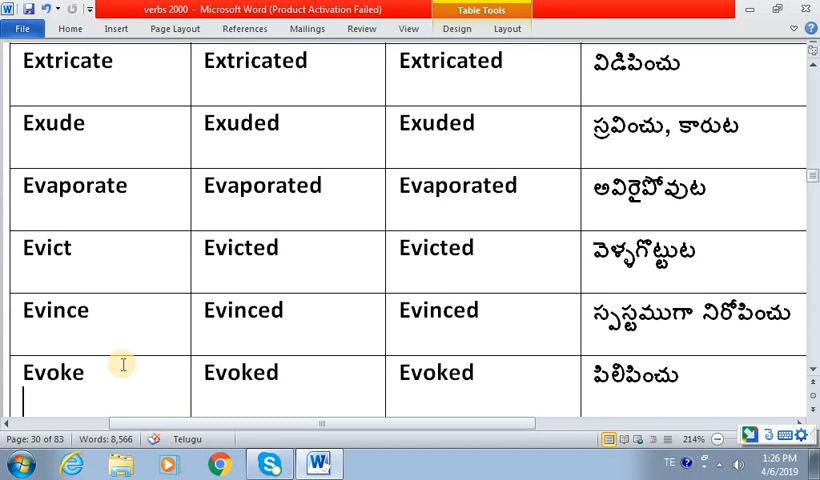 verbs 2000 - Microsoft Word (Product Activation Failed)
Table Tools
File Home Insert Page Layout References Mailings Review View Design Layout
Extricate Extricated Extricated విడిపించు
Exude Exuded Exuded స్రవించు, కారుట
Evaporate Evaporated Evaporated అవిరైపోవుట
Evict Evicted Evicted వెళ్ళగొట్టుట
Evince Evinced Evinced స్పస్టముగా నిరోపించు
Evoke Evoked Evoked పిలిపించు
Page: 30 of 83 Words: 8,566 Telugu 214%
TE 1:26 PM
4/6/2019